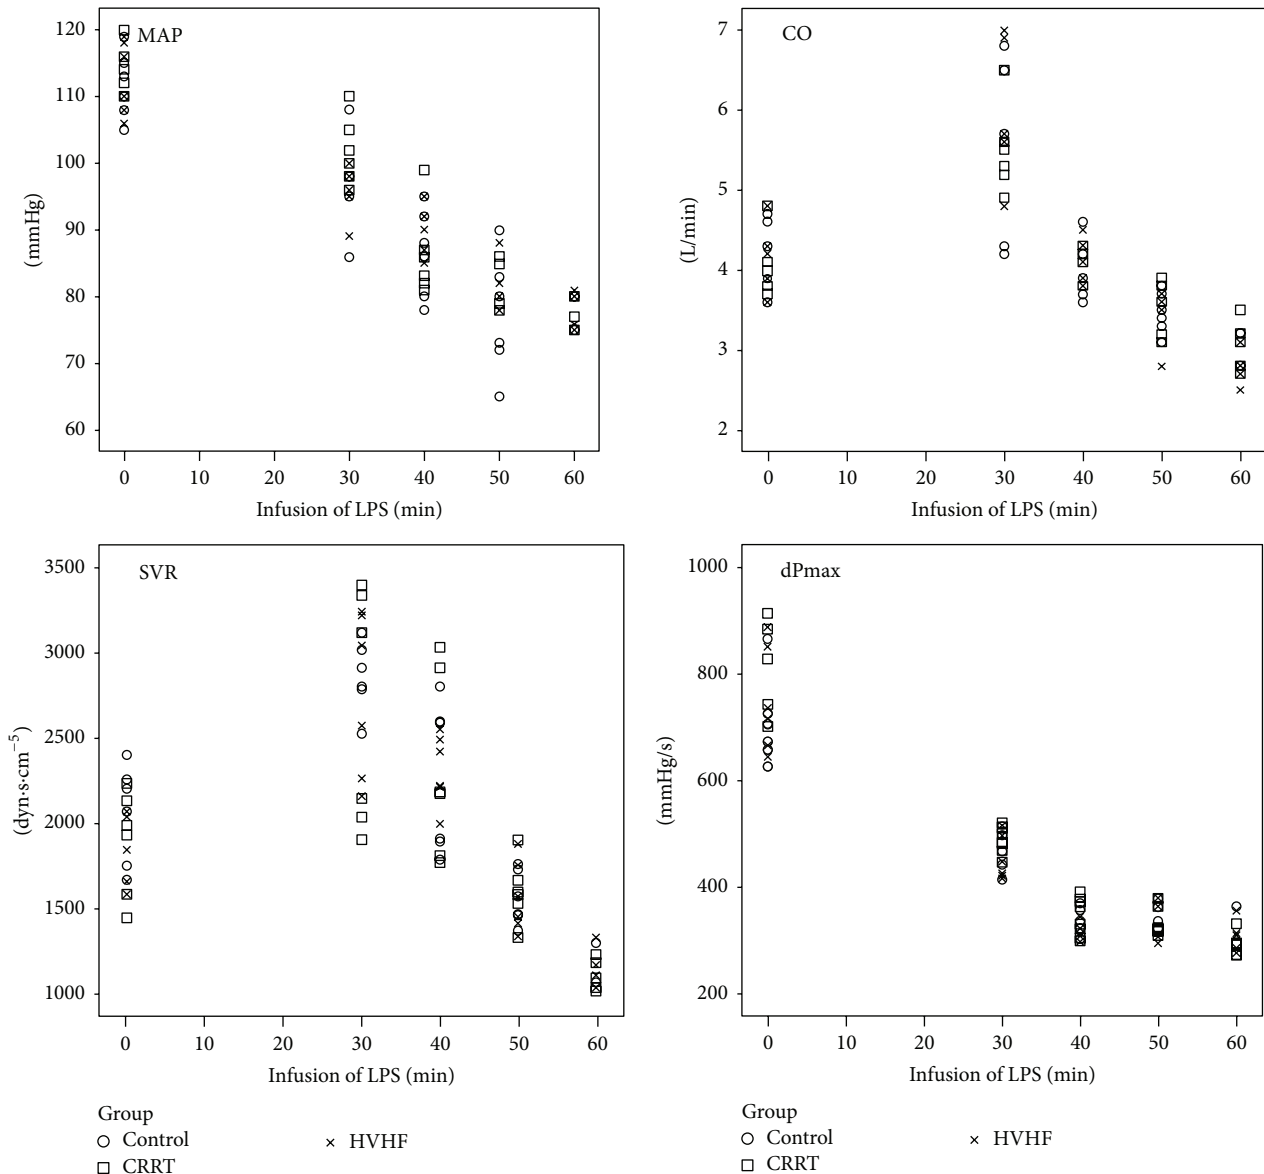 MAP
120
110
100
90
80
70
60
(mmHg)
0 10 20 30 40 50 60
Infusion of LPS (min)
CO
7
6
5
4
3
2
(L/min)
0 10 20 30 40 50 60
Infusion of LPS (min)
SVR
3500
3000
2500
2000
1500
1000
(dyn·s·cm⁻⁵)
0 10 20 30 40 50 60
Infusion of LPS (min)
Group
Control
HVHF
CRRT
dPmax
1000
800
600
400
200
(mmHg/s)
0 10 20 30 40 50 60
Infusion of LPS (min)
Group
Control
HVHF
CRRT